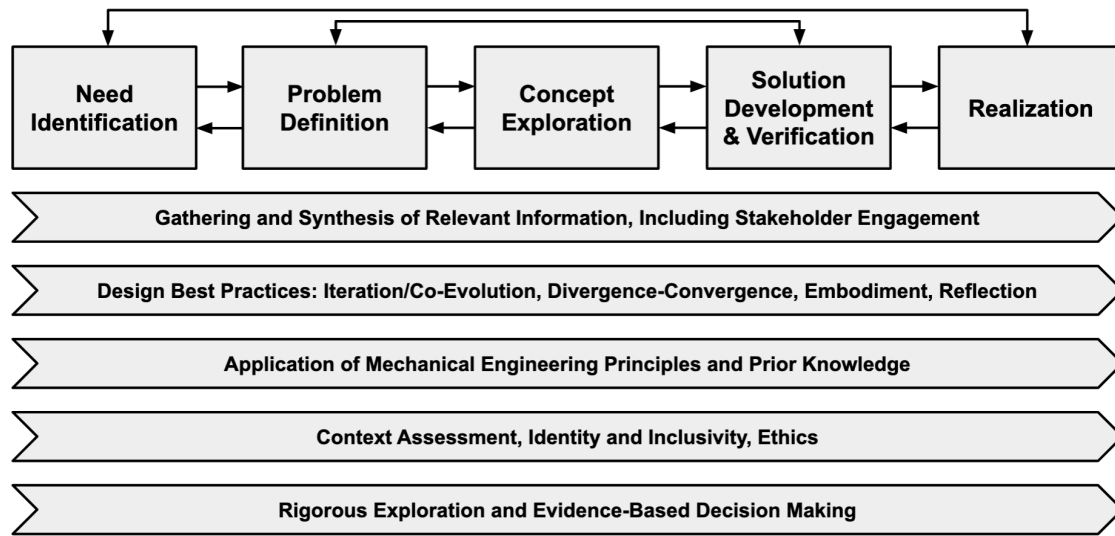 Need
Identification
Problem
Definition
Concept
Exploration
Solution
Development
& Verification
Realization
Gathering and Synthesis of Relevant Information, Including Stakeholder Engagement
Design Best Practices: Iteration/Co-Evolution, Divergence-Convergence, Embodiment, Reflection
Application of Mechanical Engineering Principles and Prior Knowledge
Context Assessment, Identity and Inclusivity, Ethics
Rigorous Exploration and Evidence-Based Decision Making